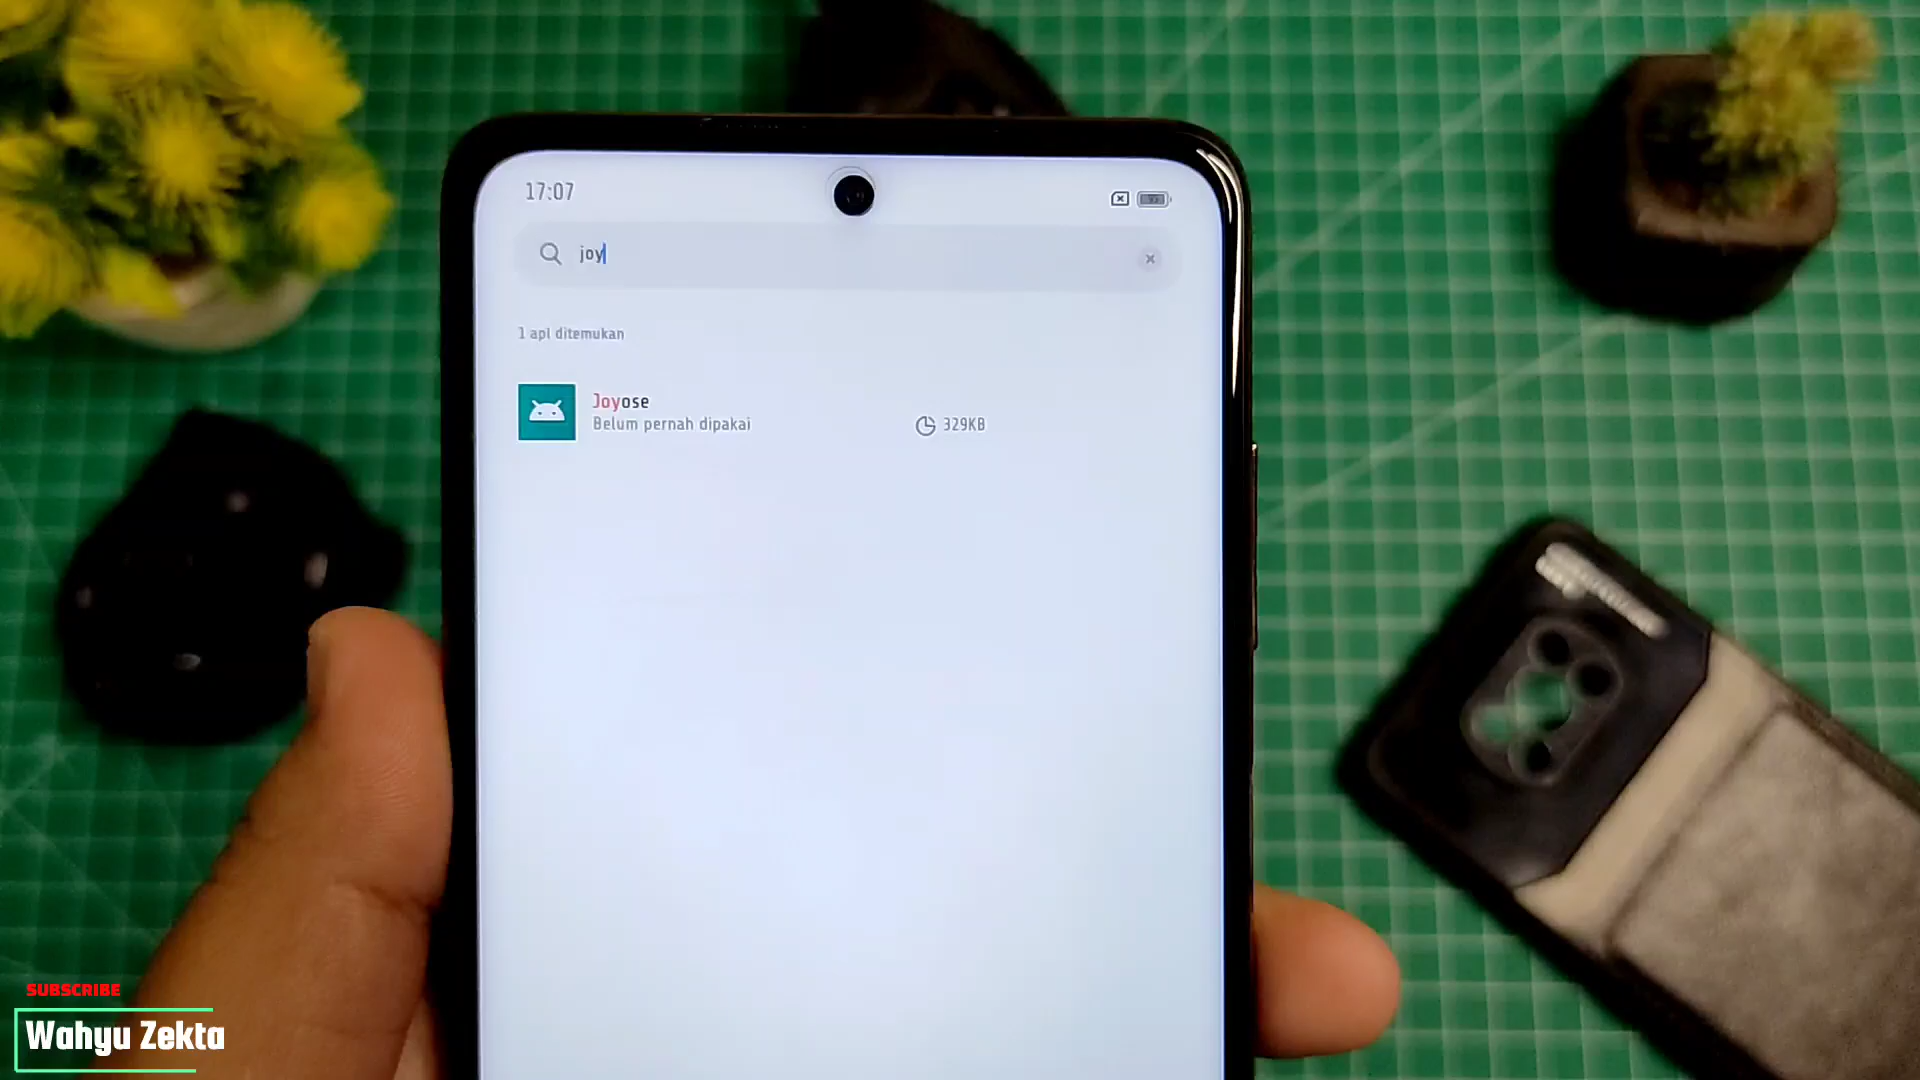 17:07
joy
1 apl ditemukan
Joyose
Belum pernah dipakai
329KB
SUBSCRIBE
Wahyu Zekta